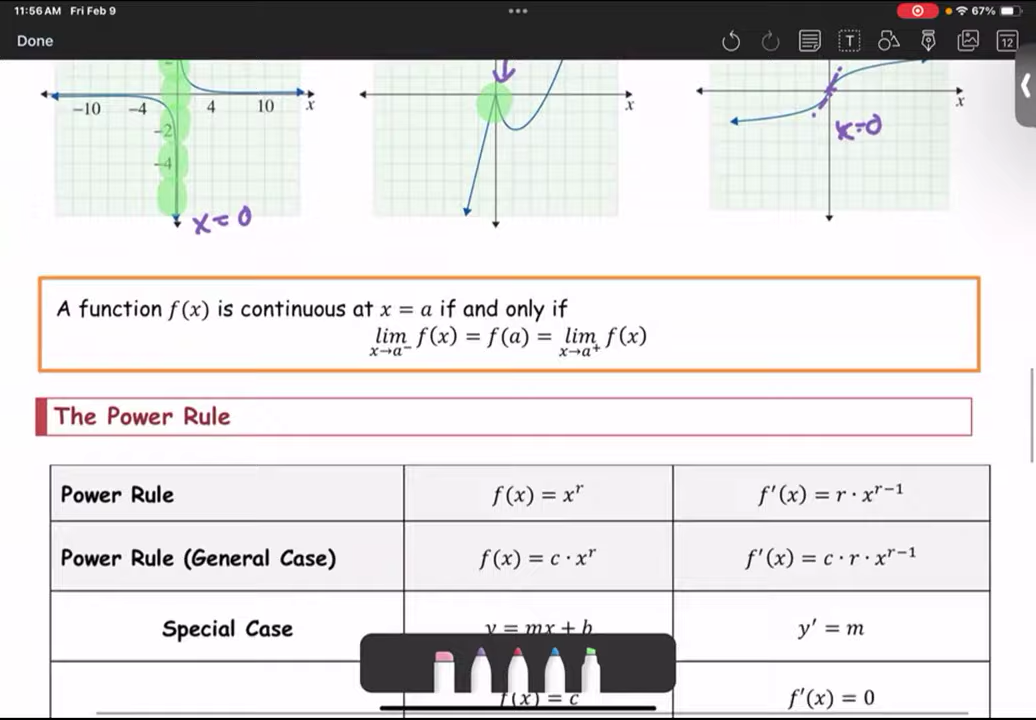 11:56 AM Fri Feb 9
67%
Done
T
12
-10 -4 4 10 x
-2
-4
x = 0
x
x
x=0
A function f(x) is continuous at x = a if and only if
lim x→a⁻ f(x) = f(a) = lim x→a⁺ f(x)
The Power Rule
Power Rule f(x) = xʳ f'(x) = r · xʳ⁻¹
Power Rule (General Case) f(x) = c · xʳ f'(x) = c · r · xʳ⁻¹
Special Case y = mx + b y' = m
f(x) = c f'(x) = 0